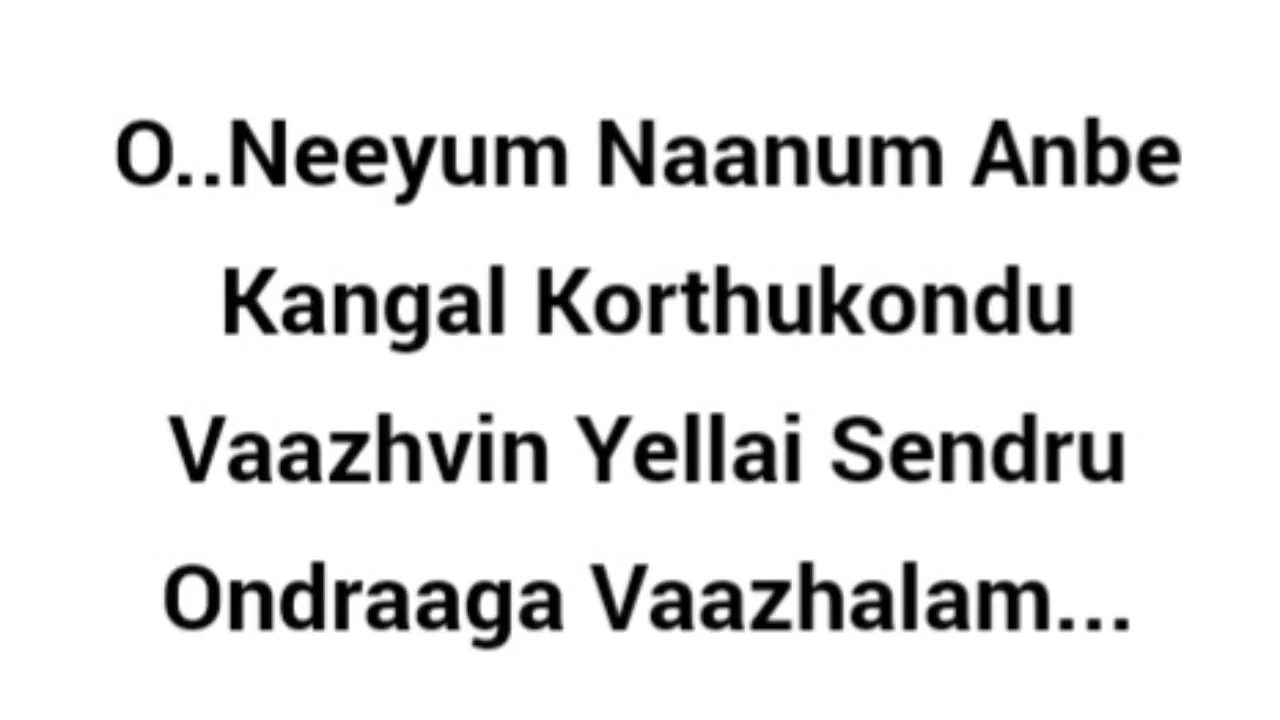 O..Neeyum Naanum Anbe
Kangal Korthukondu
Vaazhvin Yellai Sendru
Ondraaga Vaazhalam...